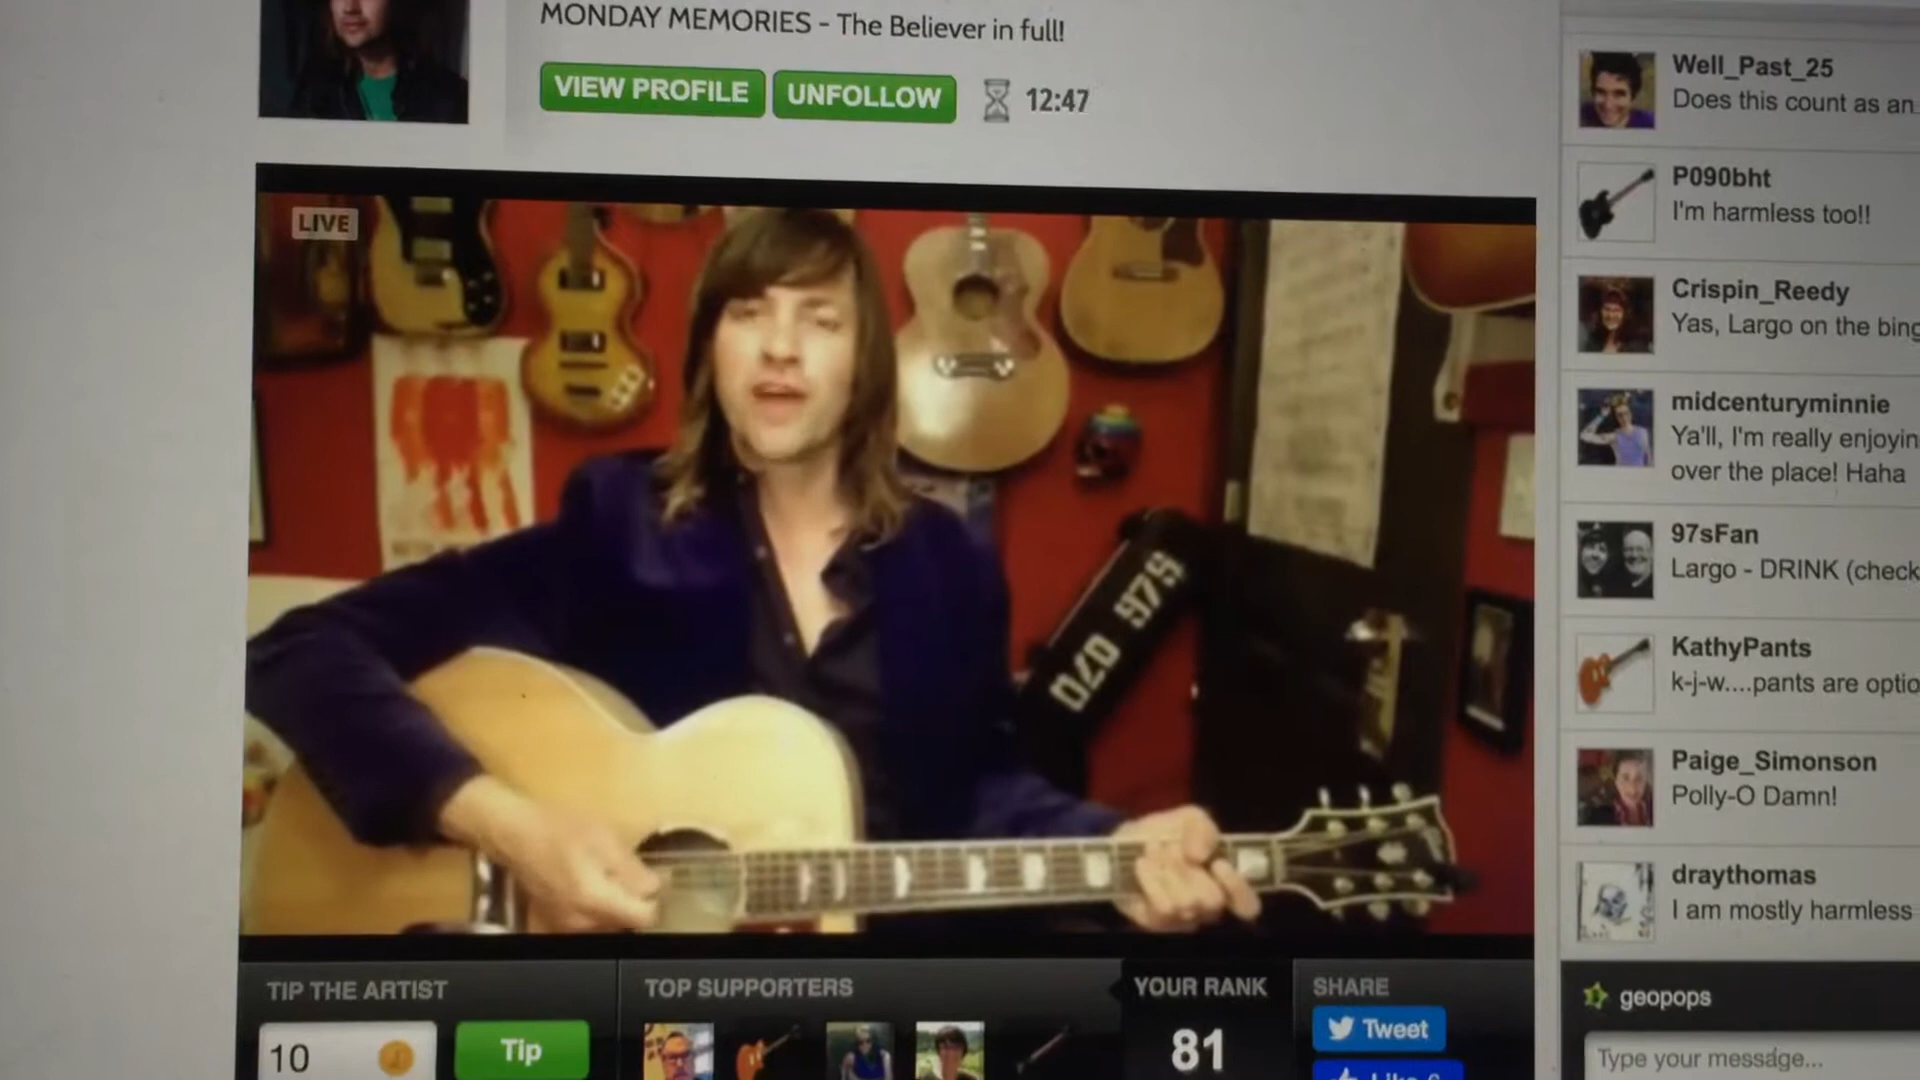 MONDAY MEMORIES - The Believer in full!
VIEW PROFILE
UNFOLLOW
12:47
LIVE
OLD 97'S
TIP THE ARTIST
10
Tip
TOP SUPPORTERS
YOUR RANK
81
SHARE
Tweet
Like
Well_Past_25
Does this count as an
P090bht
I'm harmless too!!
Crispin_Reedy
Yas, Largo on the bing
midcenturyminnie
Ya'll, I'm really enjoyin
over the place! Haha
97sFan
Largo - DRINK (check
KathyPants
k-j-w....pants are optio
Paige_Simonson
Polly-O Damn!
draythomas
I am mostly harmless
geopops
Type your message...